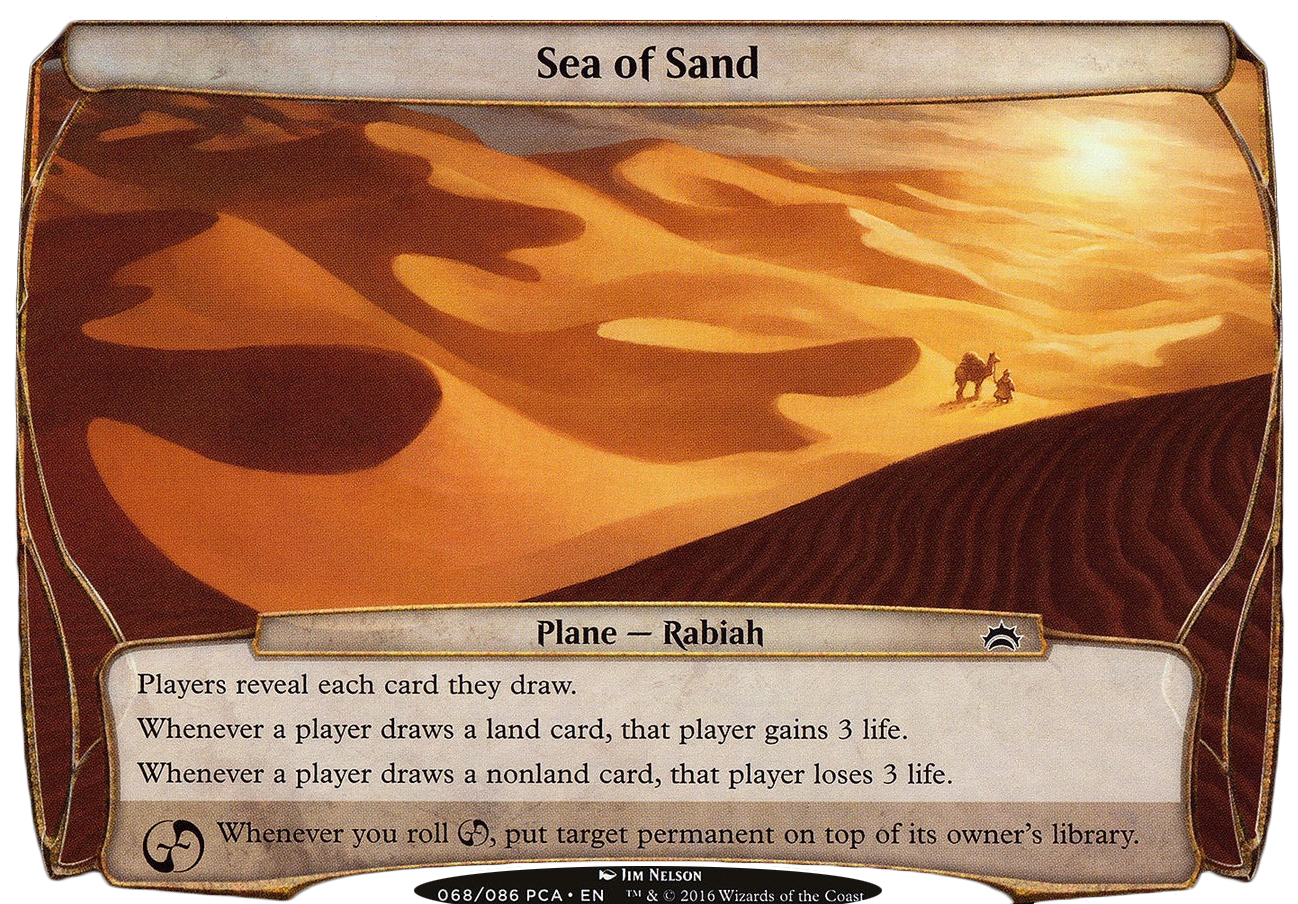 Sea of Sand
Plane — Rabiah
Players reveal each card they draw.
Whenever a player draws a land card, that player gains 3 life.
Whenever a player draws a nonland card, that player loses 3 life.
Whenever you roll , put target permanent on top of its owner's library.
Jim Nelson
068/086 PCA • EN ™ & © 2016 Wizards of the Coast